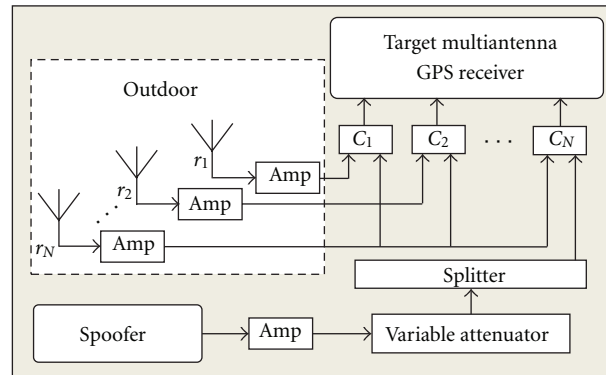 Target multiantenna
GPS receiver
Outdoor
r1
C1
C2
. . .
CN
Amp
r2
Amp
rN
Amp
Splitter
Spoofer
Amp
Variable attenuator